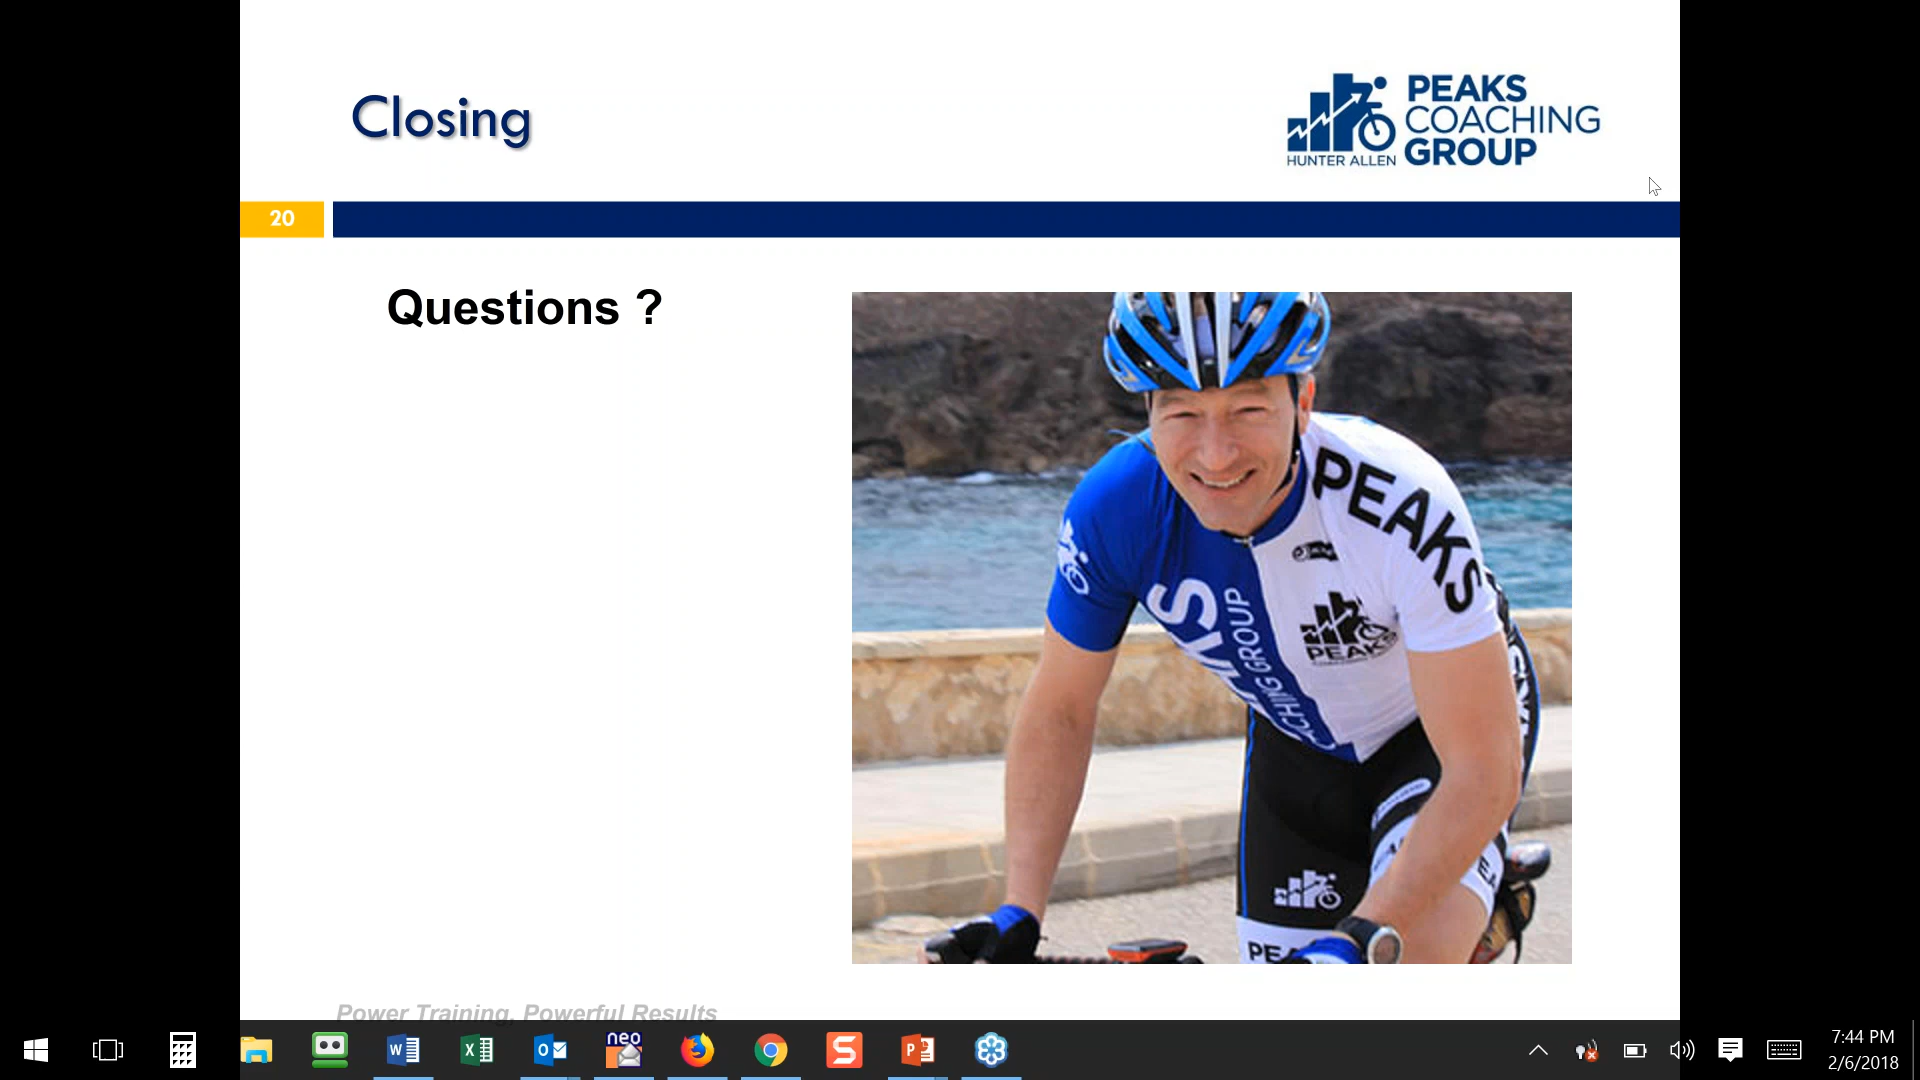 Closing
PEAKS
COACHING
GROUP
HUNTER ALLEN
20
Questions ?
PEAKS
GROUP
PEAKS
Power Training, Powerful Results
neo
7:44 PM
2/6/2018